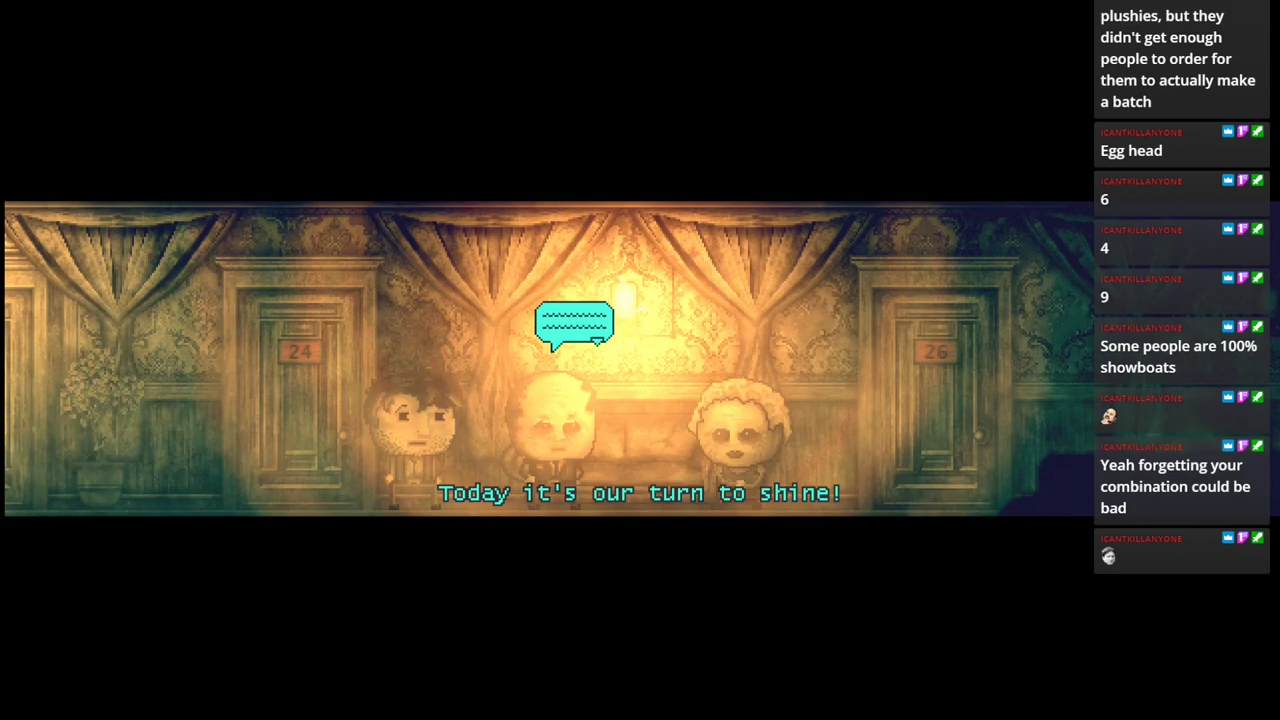 plushies, but they
didn't get enough
people to order for
them to actually make
a batch
ICANTKILLANYONE
Egg head
ICANTKILLANYONE
6
ICANTKILLANYONE
4
ICANTKILLANYONE
9
ICANTKILLANYONE
Some people are 100%
showboats
ICANTKILLANYONE
ICANTKILLANYONE
Yeah forgetting your
combination could be
bad
ICANTKILLANYONE
24
26
Today it's our turn to shine!